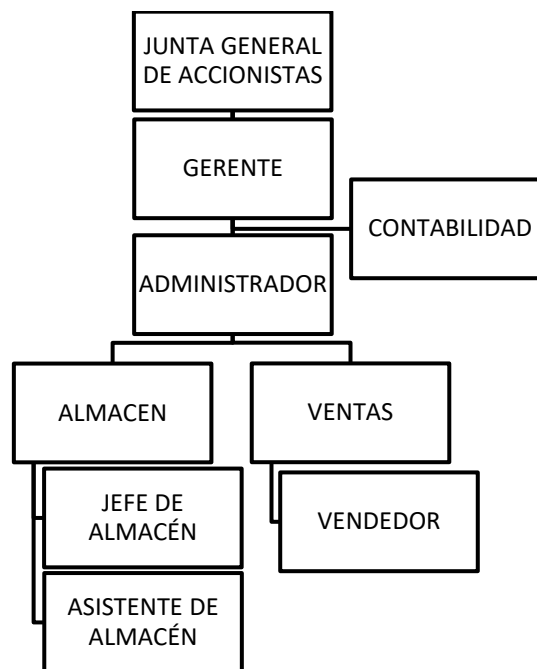 JUNTA GENERAL
DE ACCIONISTAS
GERENTE
CONTABILIDAD
ADMINISTRADOR
ALMACEN
VENTAS
JEFE DE
ALMACÉN
VENDEDOR
ASISTENTE DE
ALMACÉN